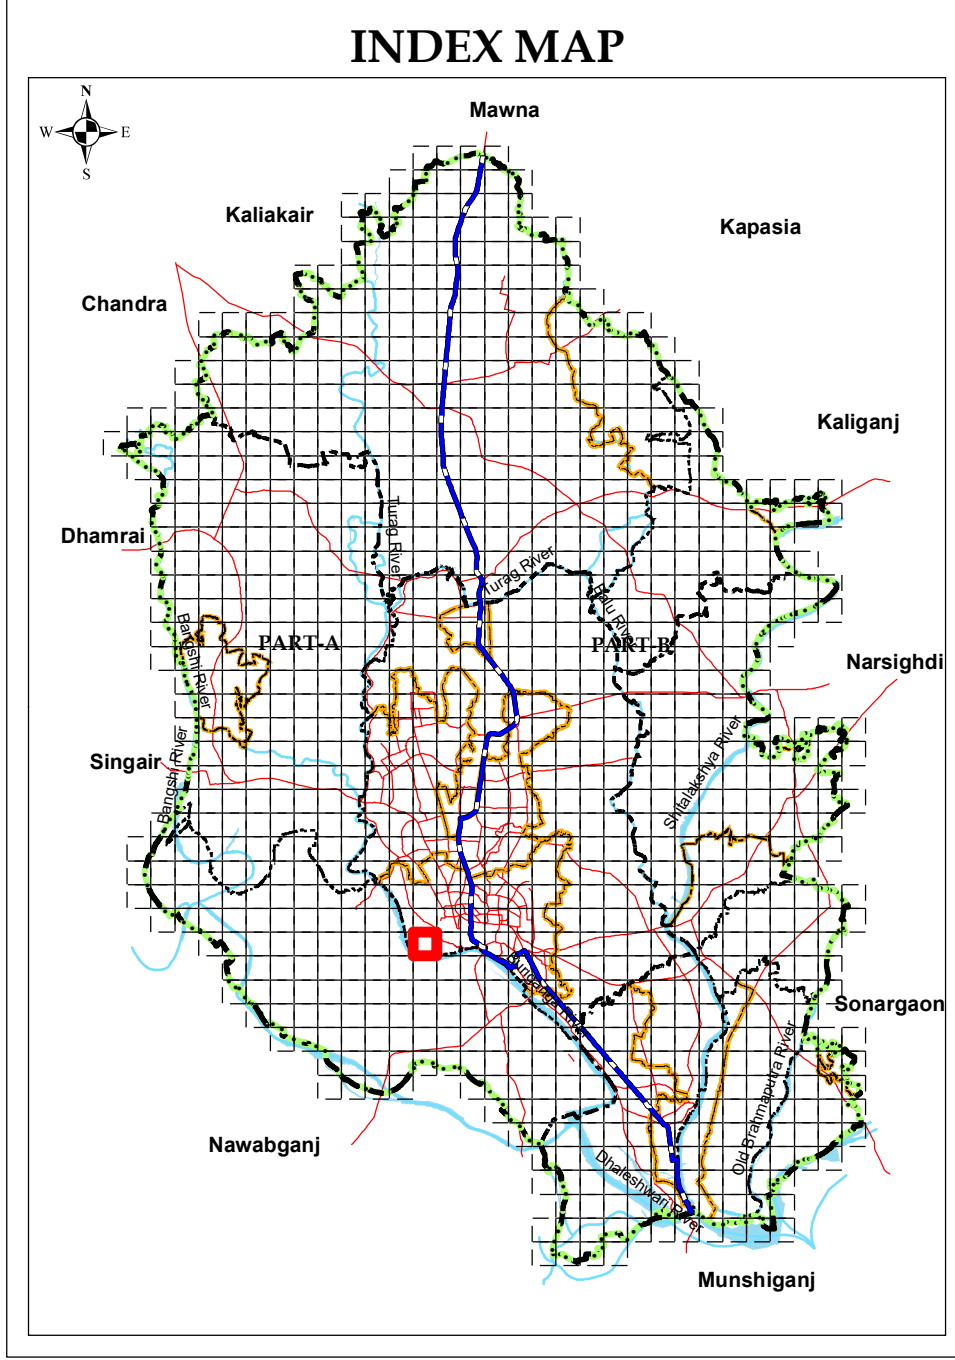 INDEX MAP
N
W E
S
Mawna
Kaliakair
Kapasia
Chandra
Kaliganj
Dhamrai
Turag River
Turag River
Balu River
Bangshi River
PART-A
PART-B
Narsighdi
Singair
Bangshi River
Shitalakshya River
Buriganga River
Sonargaon
Old Brahmaputra River
Nawabganj
Dhaleshwari River
Munshiganj